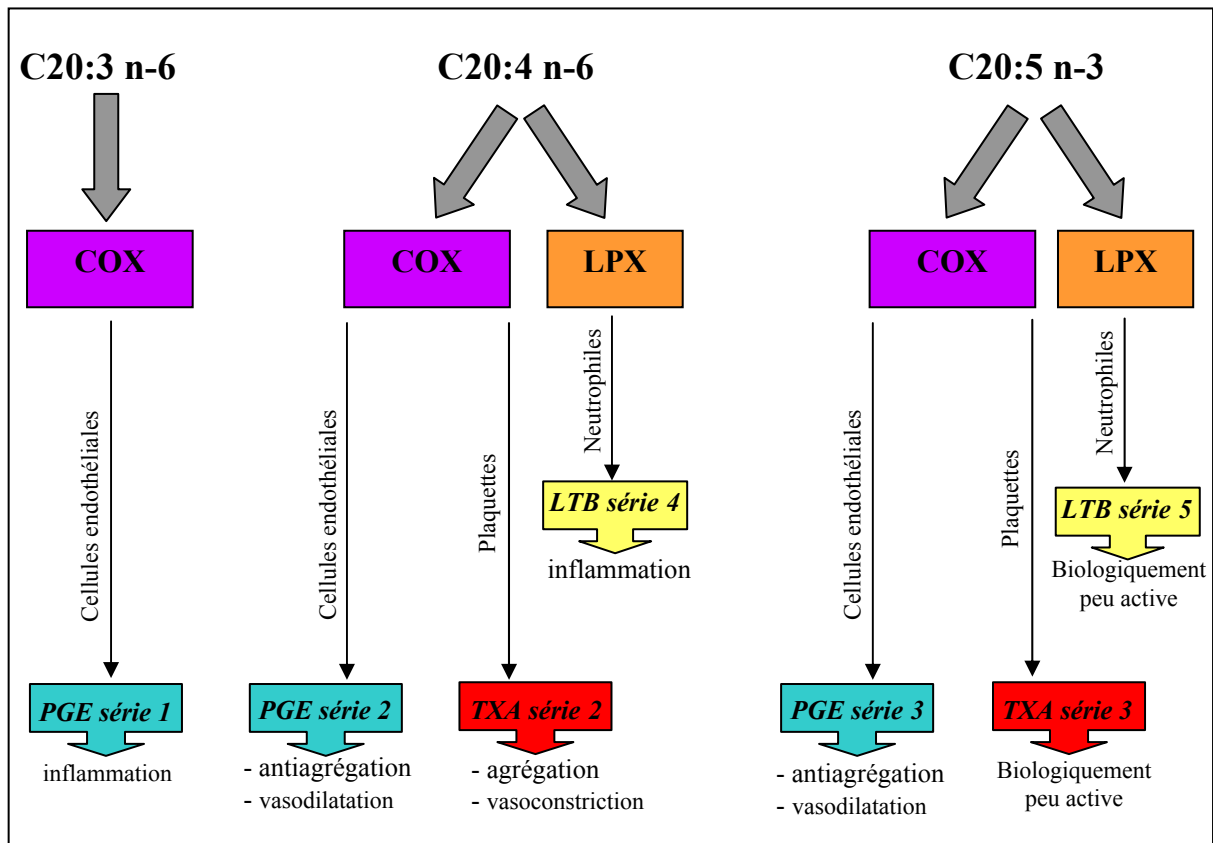 C20:3 n-6
C20:4 n-6
C20:5 n-3
COX
COX
LPX
COX
LPX
Cellules endothéliales
Cellules endothéliales
Plaquettes
Neutrophiles
Cellules endothéliales
Plaquettes
Neutrophiles
LTB série 4
inflammation
LTB série 5
Biologiquement
peu active
PGE série 1
inflammation
PGE série 2
- antiagrégation
- vasodilatation
TXA série 2
- agrégation
- vasoconstriction
PGE série 3
- antiagrégation
- vasodilatation
TXA série 3
Biologiquement
peu active